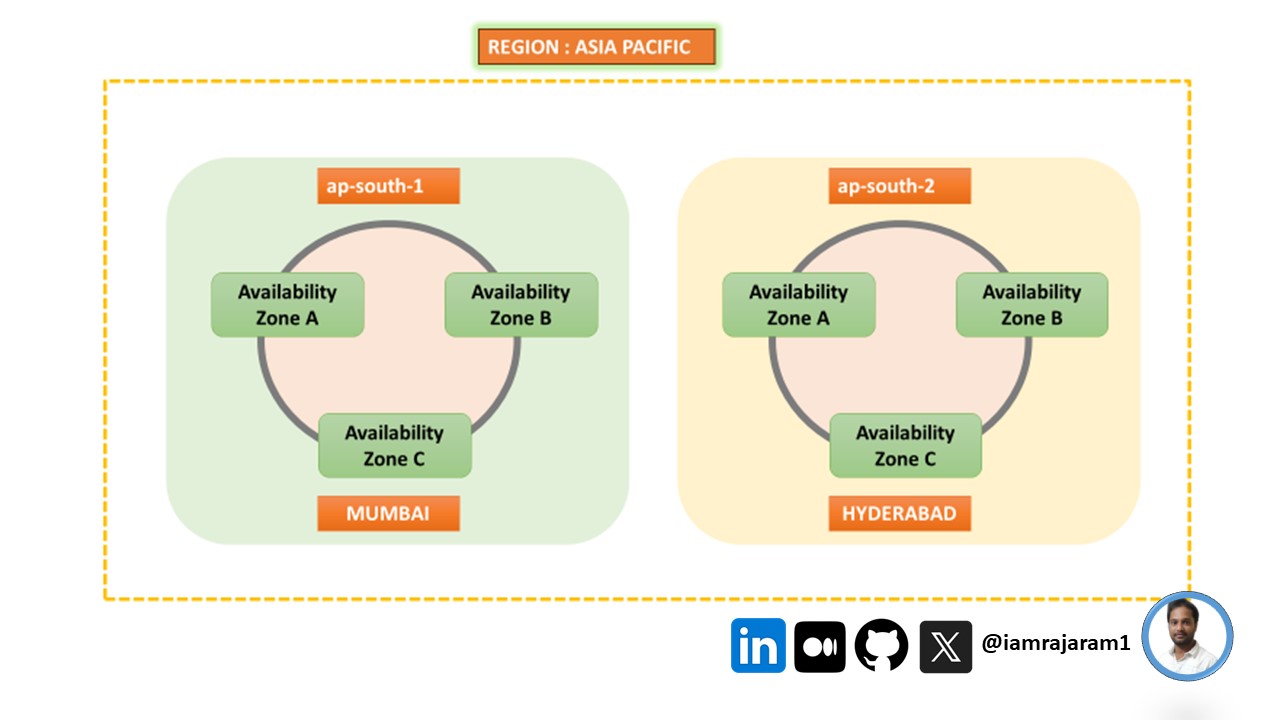 REGION : ASIA PACIFIC
ap-south-1
Availability
Zone A
Availability
Zone B
Availability
Zone C
MUMBAI
ap-south-2
Availability
Zone A
Availability
Zone B
Availability
Zone C
HYDERABAD
in
@iamrajaram1